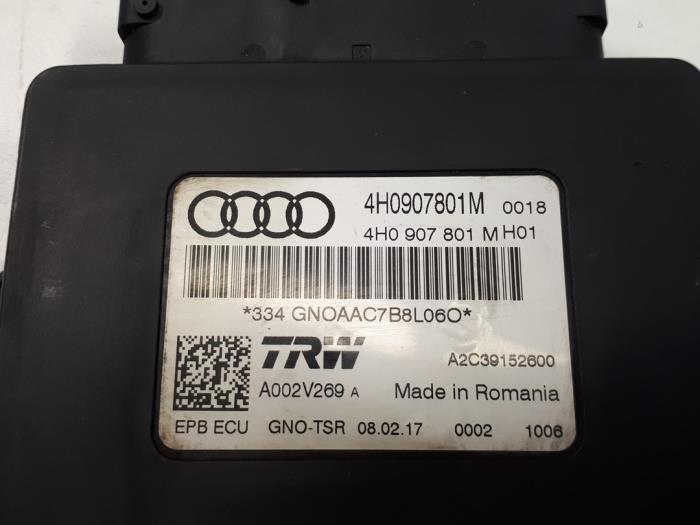 4H0907801M 0018
4H0 907 801 M H01
*334 GNOAAC7B8L06O*
TRW A2C39152600
A002V269 A Made in Romania
EPB ECU GNO-TSR 08.02.17 0002 1006